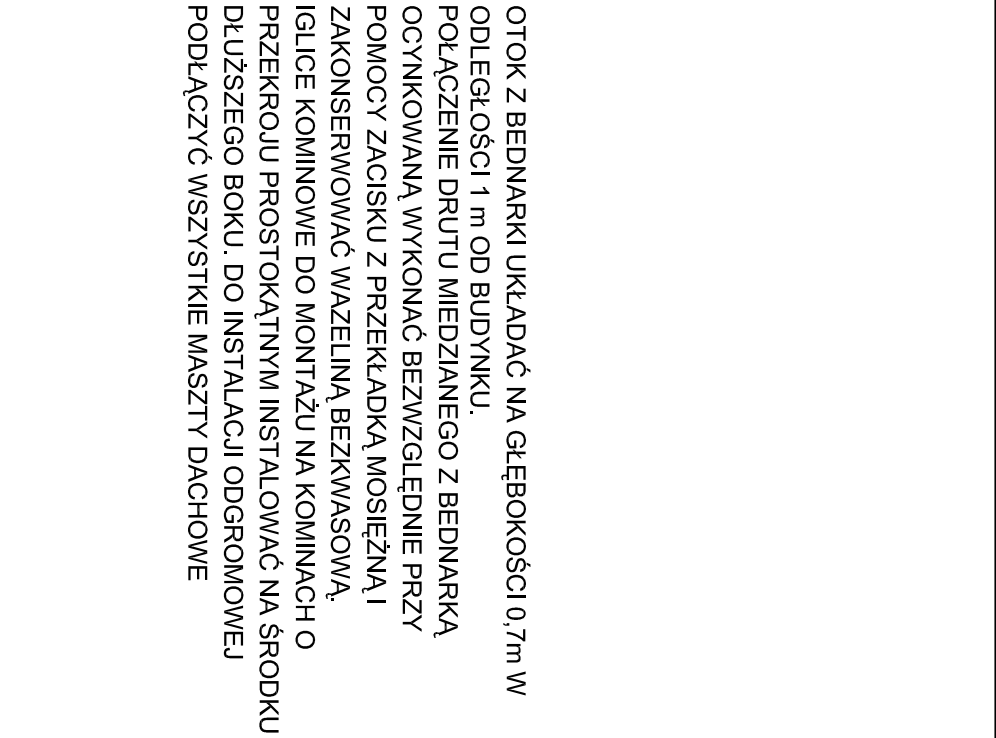 OTOK Z BEDNARKI UKŁADAĆ NA GŁĘBOKOŚCI 0,7m W
ODLEGŁOŚCI 1 m OD BUDYNKU.
POŁĄCZENIE DRUTU MIEDZIANEGO Z BEDNARKĄ
OCYNKOWANĄ WYKONAĆ BEZWZGLĘDNIE PRZY
POMOCY ZACISKU Z PRZEKŁADKĄ MOSIĘŻNĄ I
ZAKONSERWOWAĆ WAZELINĄ BEZKWASOWĄ.
IGLICE KOMINOWE DO MONTAŻU NA KOMINACH O
PRZEKROJU PROSTOKĄTNYM INSTALOWAĆ NA ŚRODKU
DŁUŻSZEGO BOKU. DO INSTALACJI ODGROMOWEJ
PODŁĄCZYĆ WSZYSTKIE MASZTY DACHOWE